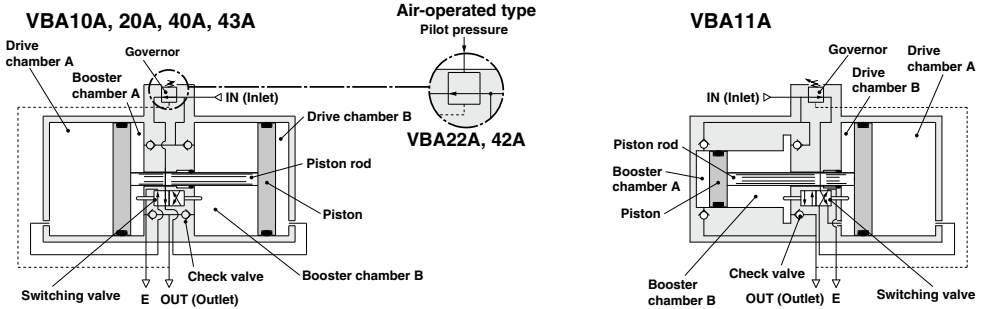 VBA10A, 20A, 40A, 43A
Drive
chamber A
Booster
chamber A
Governor
IN (Inlet)
Drive chamber B
Piston rod
Piston
Booster chamber B
Check valve
Switching valve
E
OUT (Outlet)
Air-operated type
Pilot pressure
VBA22A, 42A
VBA11A
Governor
Drive
chamber A
Drive
chamber B
IN (Inlet)
Piston rod
Booster
chamber A
Piston
Booster
chamber B
Check valve
OUT (Outlet)
E
Switching valve